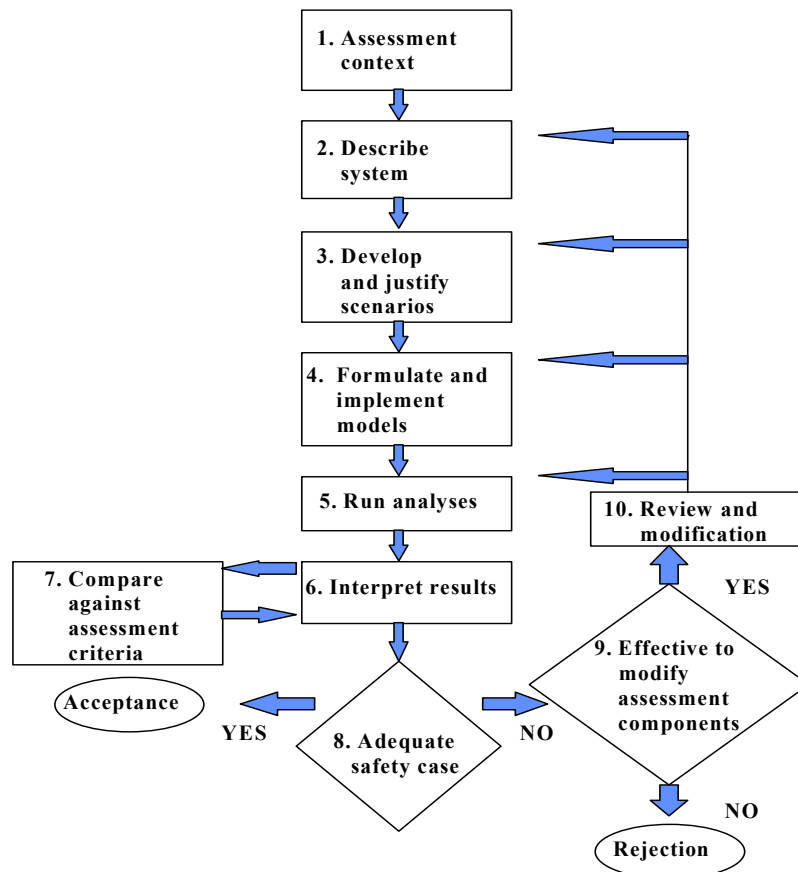 1. Assessment
context
2. Describe
system
3. Develop
and justify
scenarios
4. Formulate and
implement
models
5. Run analyses
10. Review and
modification
7. Compare
against
assessment
criteria
6. Interpret results
YES
9. Effective to
modify
assessment
components
Acceptance
YES
8. Adequate
safety case
NO
NO
Rejection